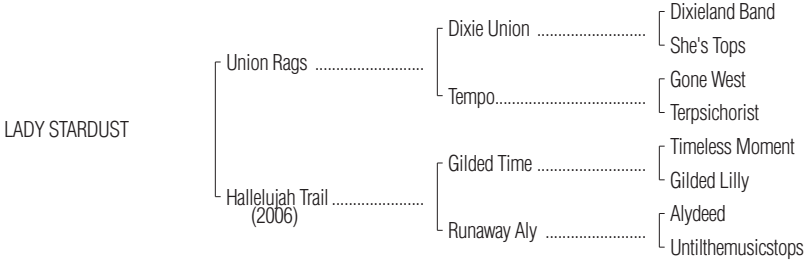 Dixieland Band
Dixie Union ..........................
She's Tops
Union Rags ..........................
Gone West
Tempo....................................
Terpsichorist
LADY STARDUST
Timeless Moment
Gilded Time ..........................
Gilded Lilly
Hallelujah Trail ......................
(2006)
Alydeed
Runaway Aly ........................
Untilthemusicstops